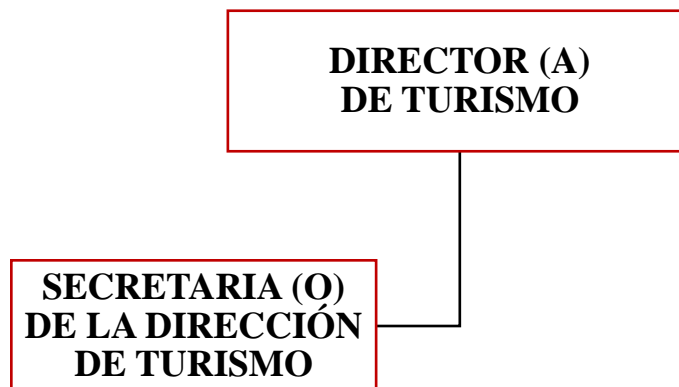 DIRECTOR (A)
DE TURISMO
SECRETARIA (O)
DE LA DIRECCIÓN
DE TURISMO